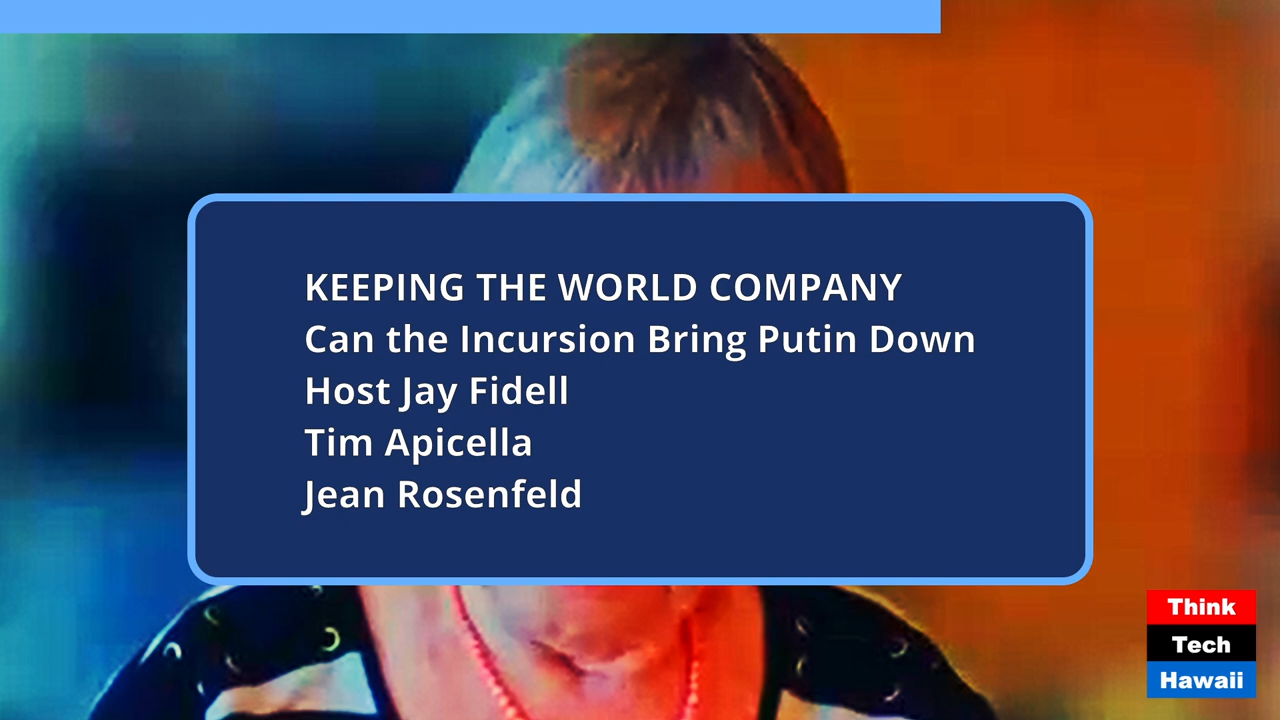 KEEPING THE WORLD COMPANY
Can the Incursion Bring Putin Down
Host Jay Fidell
Tim Apicella
Jean Rosenfeld
Think
Tech
Hawaii